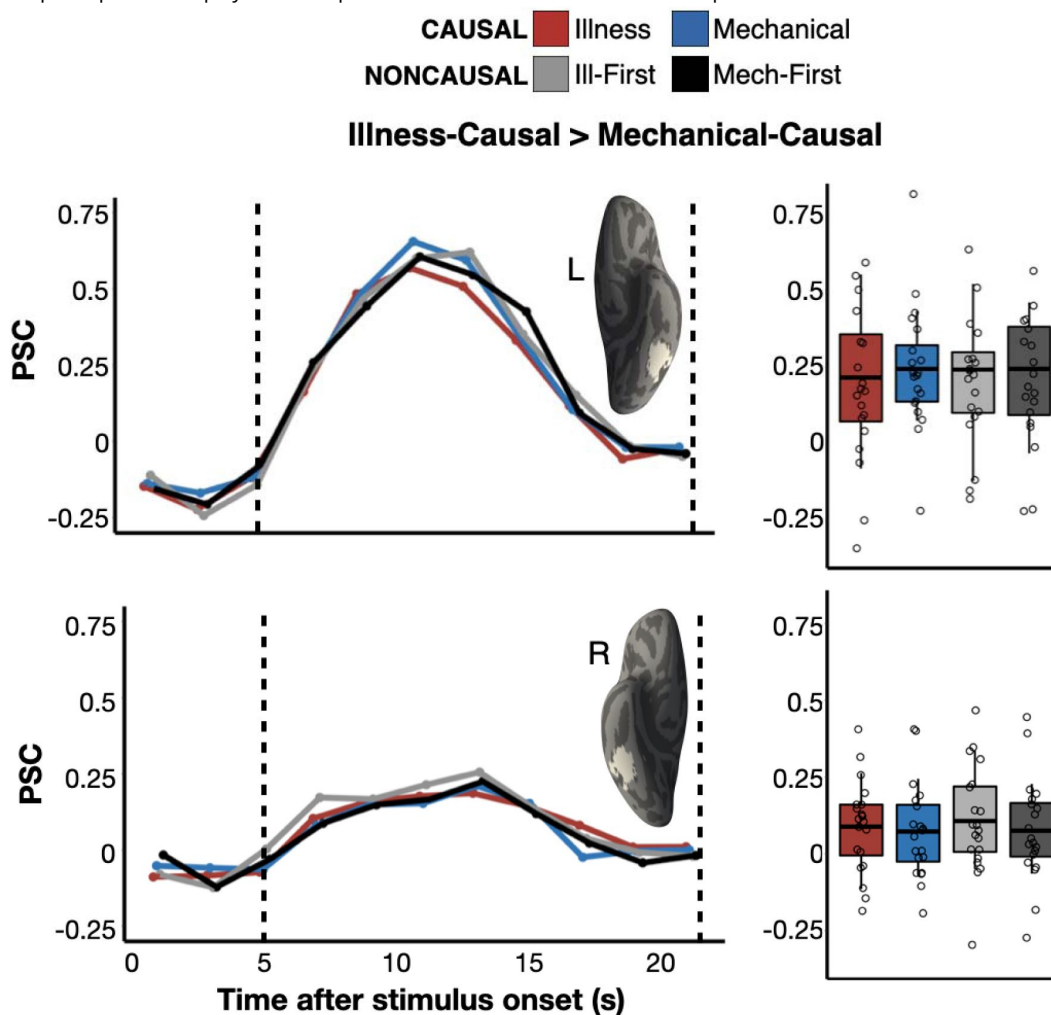 CAUSAL Illness Mechanical
NONCAUSAL Ill-First Mech-First
Illness-Causal > Mechanical-Causal
0.75
0.5
0.25
0
-0.25
PSC
L
0.75
0.5
0.25
0
-0.25
0.75
0.5
0.25
0
-0.25
PSC
R
0 5 10 15 20
Time after stimulus onset (s)
0.75
0.5
0.25
0
-0.25